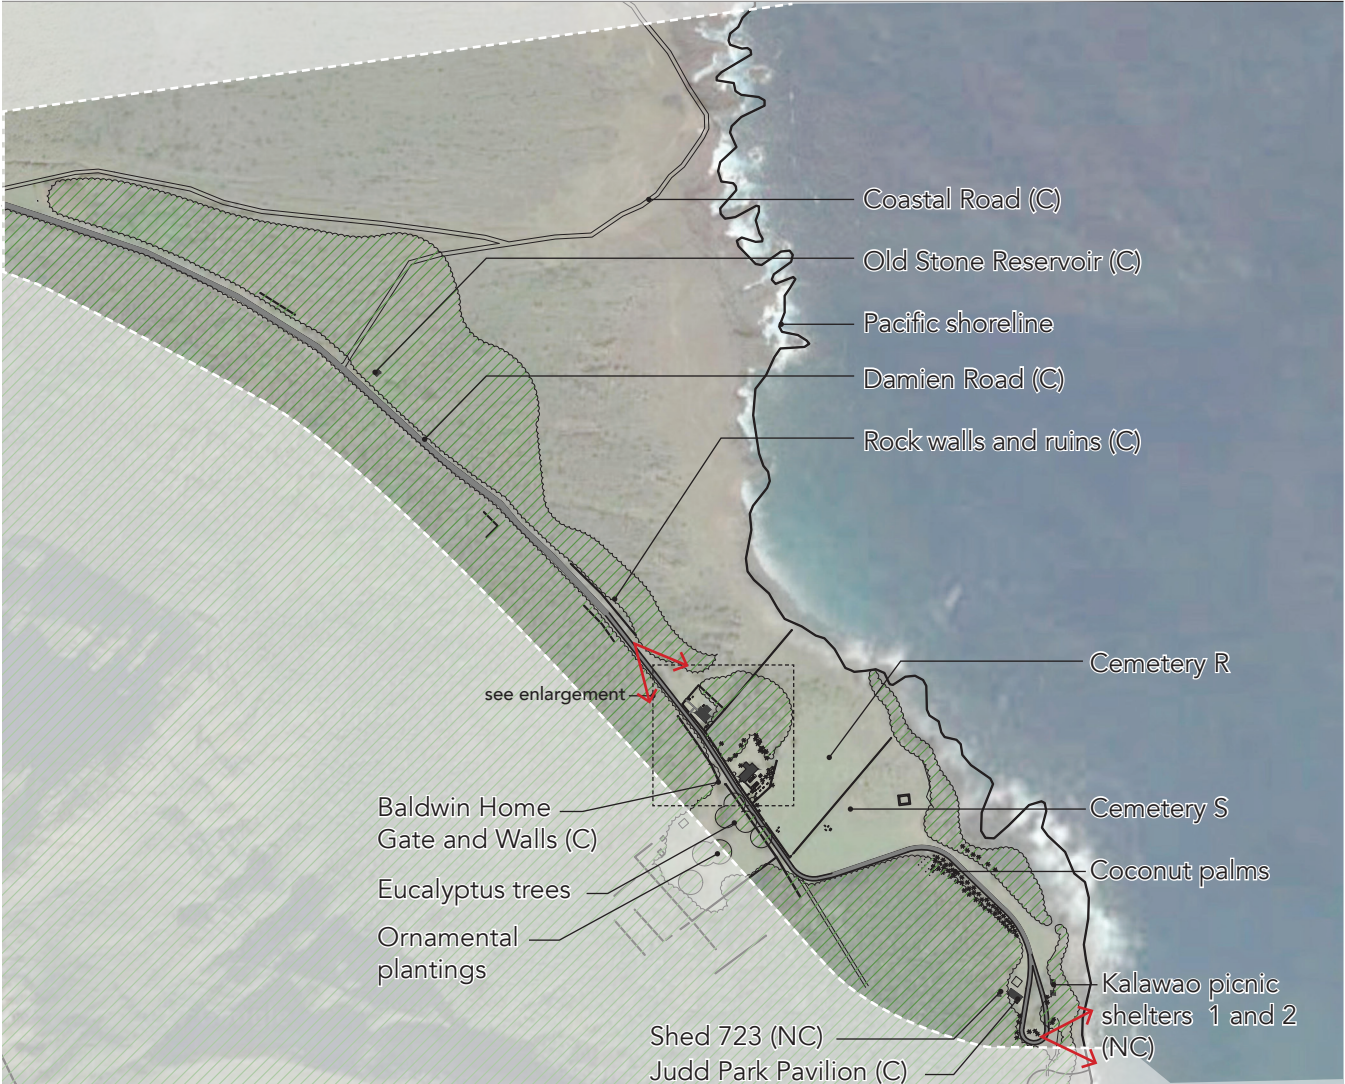 Coastal Road (C)
Old Stone Reservoir (C)
Pacific shoreline
Damien Road (C)
Rock walls and ruins (C)
Cemetery R
see enlargement
Baldwin Home
Gate and Walls (C)
Cemetery S
Eucalyptus trees
Coconut palms
Ornamental
plantings
Kalawao picnic
shelters 1 and 2
(NC)
Shed 723 (NC)
Judd Park Pavilion (C)